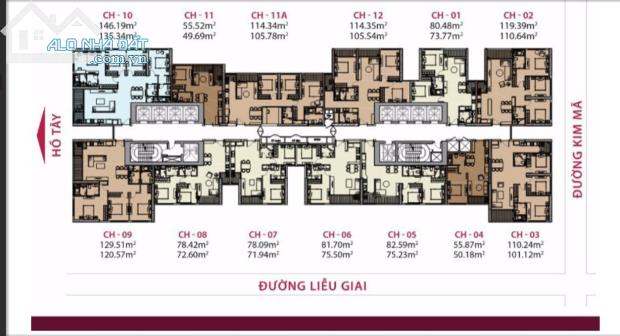 CH - 10
146.19m²
135.34m²
CH - 11
55.52m²
49.69m²
CH - 11A
114.34m²
105.78m²
CH - 12
114.35m²
105.54m²
CH - 01
80.48m²
73.77m²
CH - 02
119.39m²
110.64m²
ALO NHÀ ĐẤT
.com.vn
HỒ TÂY
ĐƯỜNG KIM MÃ
CH - 09
129.51m²
120.57m²
CH - 08
78.42m²
72.60m²
CH - 07
78.09m²
71.94m²
CH - 06
81.70m²
75.50m²
CH - 05
82.59m²
75.23m²
CH - 04
55.87m²
50.18m²
CH - 03
110.24m²
101.12m²
ĐƯỜNG LIỄU GIAI